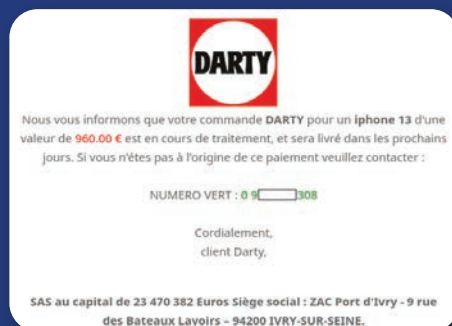 DARTY
Nous vous informons que votre commande DARTY pour un iphone 13 d'une
valeur de 960.00 € est en cours de traitement, et sera livré dans les prochains
jours. Si vous n'êtes pas à l'origine de ce paiement veuillez contacter :
NUMERO VERT : 0 9 308
Cordialement,
client Darty,
SAS au capital de 23 470 382 Euros Siège social : ZAC Port d'Ivry - 9 rue
des Bateaux Lavoirs – 94200 IVRY-SUR-SEINE.